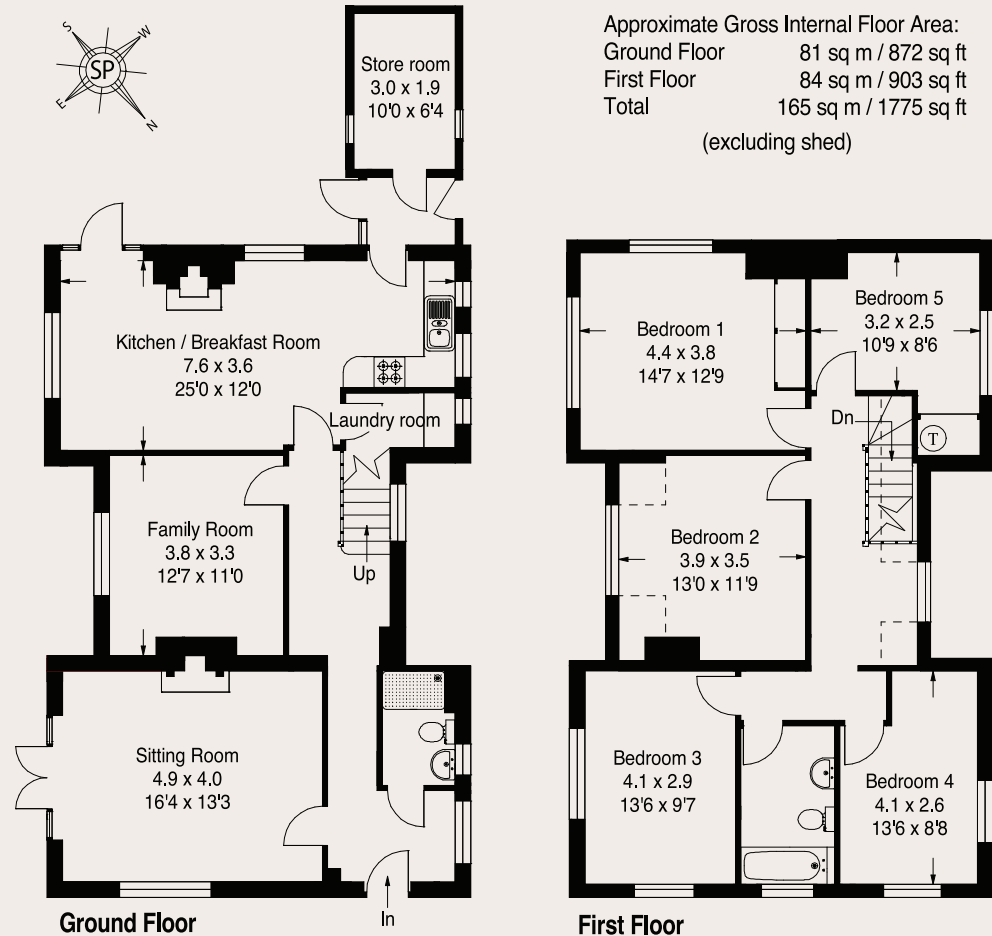 S
W
SP
E
N
Approximate Gross Internal Floor Area:
Ground Floor 81 sq m / 872 sq ft
First Floor 84 sq m / 903 sq ft
Total 165 sq m / 1775 sq ft
(excluding shed)
Store room
3.0 x 1.9
10'0 x 6'4
Kitchen / Breakfast Room
7.6 x 3.6
25'0 x 12'0
Laundry room
Family Room
3.8 x 3.3
12'7 x 11'0
Up
Sitting Room
4.9 x 4.0
16'4 x 13'3
In
Ground Floor
Bedroom 1
4.4 x 3.8
14'7 x 12'9
Bedroom 5
3.2 x 2.5
10'9 x 8'6
Dn
T
Bedroom 2
3.9 x 3.5
13'0 x 11'9
Bedroom 3
4.1 x 2.9
13'6 x 9'7
Bedroom 4
4.1 x 2.6
13'6 x 8'8
First Floor